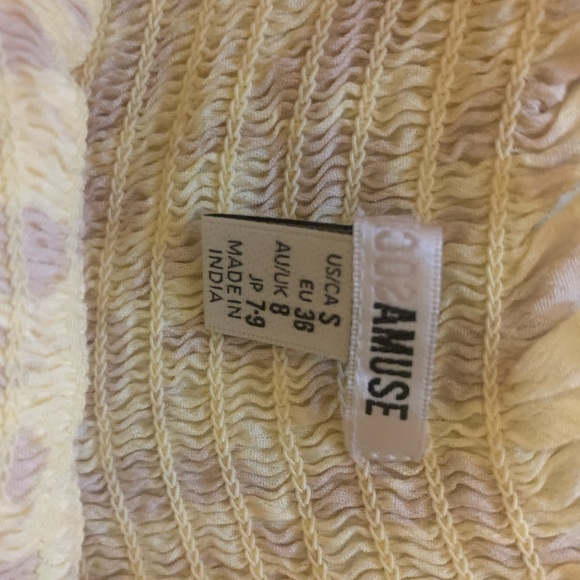 AMUSE
US/CA S
EU 36
AU/UK 8
JP 7-9
MADE IN
INDIA